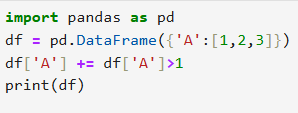 import pandas as pd
df = pd.DataFrame({'A':[1,2,3]})
df['A'] += df['A']>1
print(df)